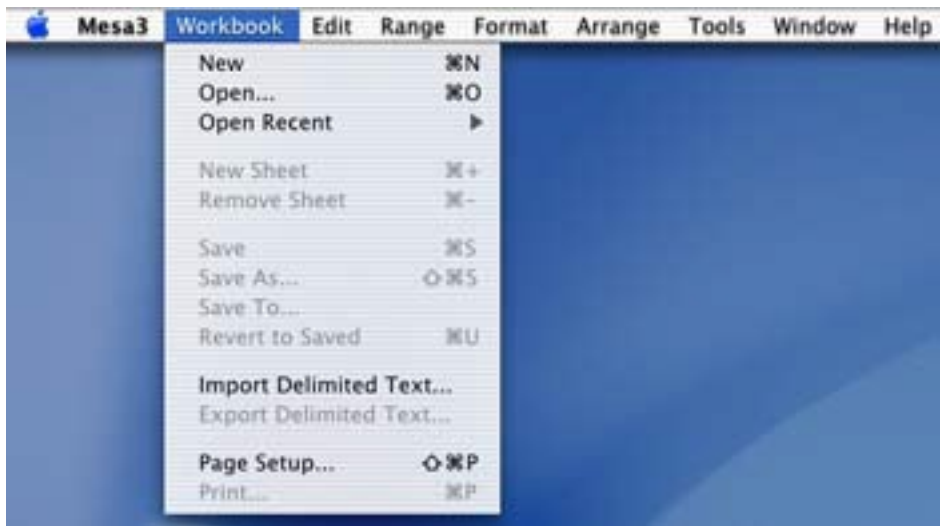 Mesa3 Workbook Edit Range Format Arrange Tools Window Help
New ⌘N
Open... ⌘O
Open Recent ▶
New Sheet ⌘+
Remove Sheet ⌘-
Save ⌘S
Save As... ⇧⌘S
Save To...
Revert to Saved ⌘U
Import Delimited Text...
Export Delimited Text...
Page Setup... ⇧⌘P
Print... ⌘P